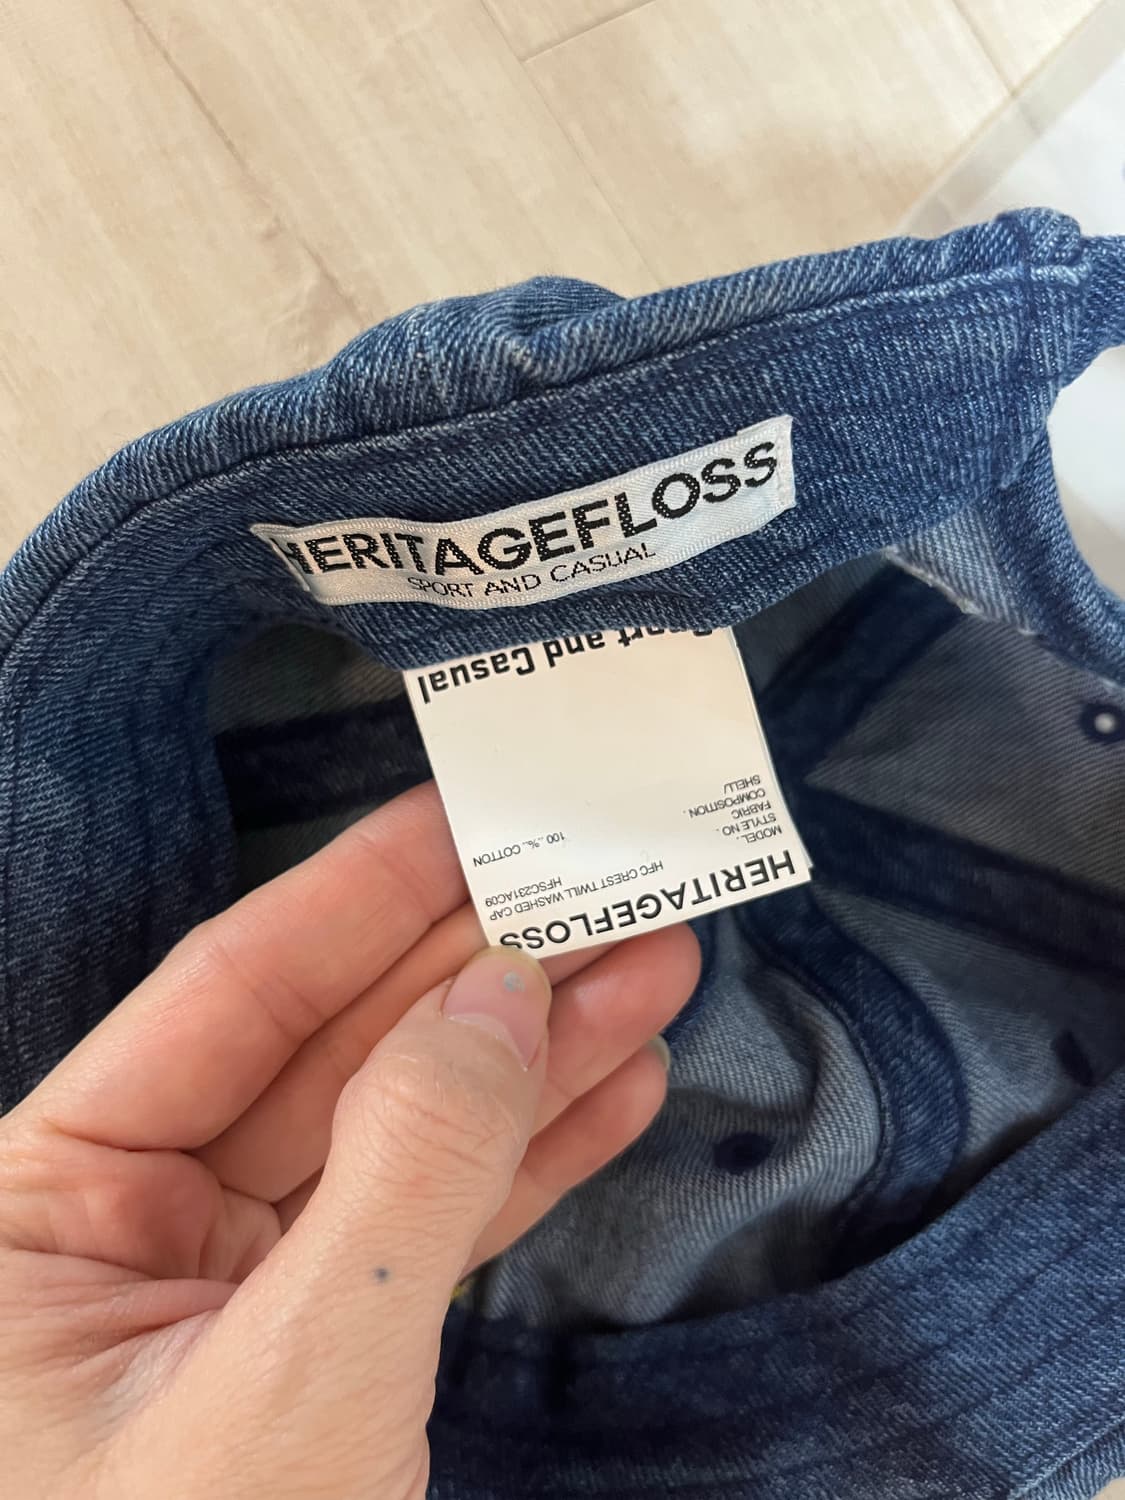 HERITAGEFLOSS
SPORT AND CASUAL
HERITAGEFLOSS
MODEL. HFC CREST TWILL WASHED CAP
STYLE NO. HFSC231AC09
FABRIC
COMPOSITION.
SHELL/ 100..%.. COTTON
Sport and Casual